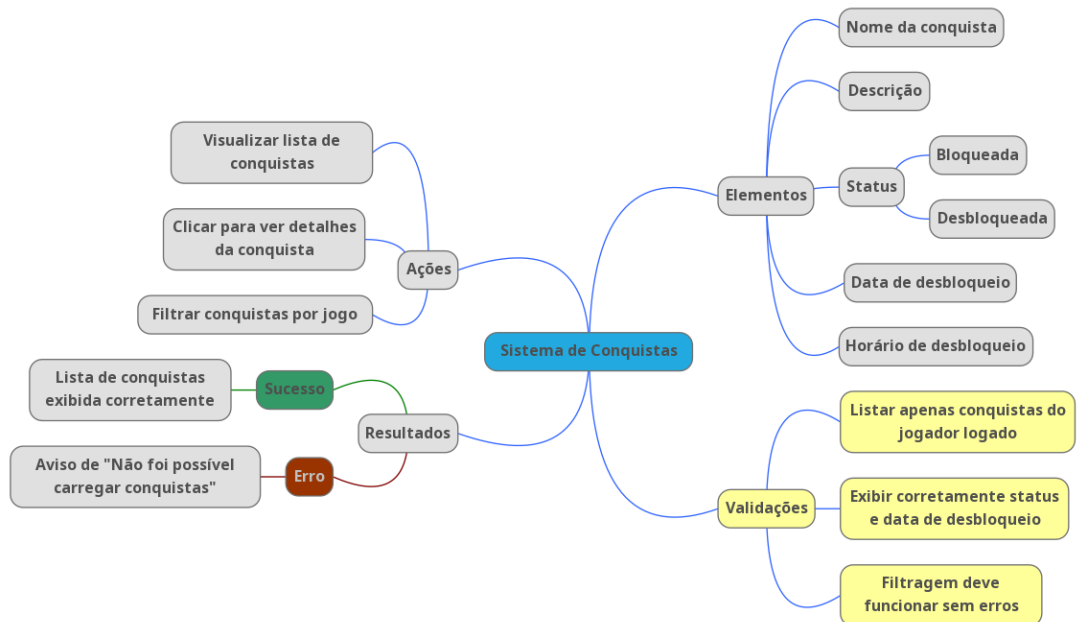 Sistema de Conquistas
Elementos
Nome da conquista
Descrição
Status
Bloqueada
Desbloqueada
Data de desbloqueio
Horário de desbloqueio
Validações
Listar apenas conquistas do
jogador logado
Exibir corretamente status
e data de desbloqueio
Filtragem deve
funcionar sem erros
Ações
Visualizar lista de
conquistas
Clicar para ver detalhes
da conquista
Filtrar conquistas por jogo
Resultados
Sucesso
Lista de conquistas
exibida corretamente
Erro
Aviso de "Não foi possível
carregar conquistas"